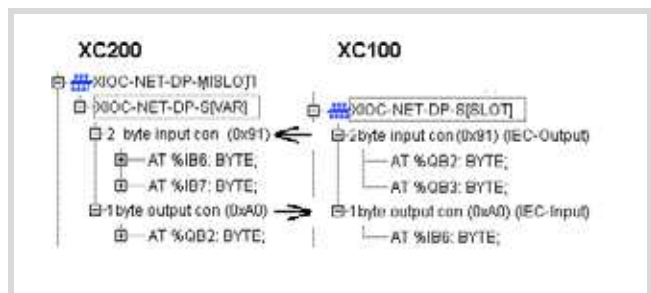 XC200
XC100
XIOC-NET-DP-M[SLOT]
XIOC-NET-DP-S[VAR]
2 byte input con (0x91)
AT %IB6: BYTE;
AT %IB7: BYTE;
1byte output con (0xA0)
AT %QB2: BYTE;
XIOC-NET-DP-S[SLOT]
2byte input con (0x91) (IEC-Output)
AT %QB2: BYTE;
AT %QB3: BYTE;
1byte output con (0xA0) (IEC-Input)
AT %IB6: BYTE;